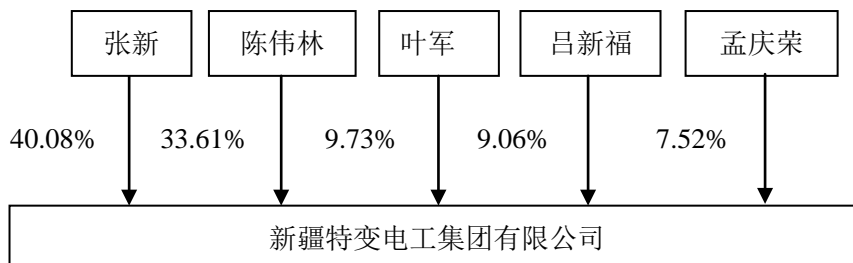 张新 陈伟林 叶军 吕新福 孟庆荣
40.08% 33.61% 9.73% 9.06% 7.52%
新疆特变电工集团有限公司